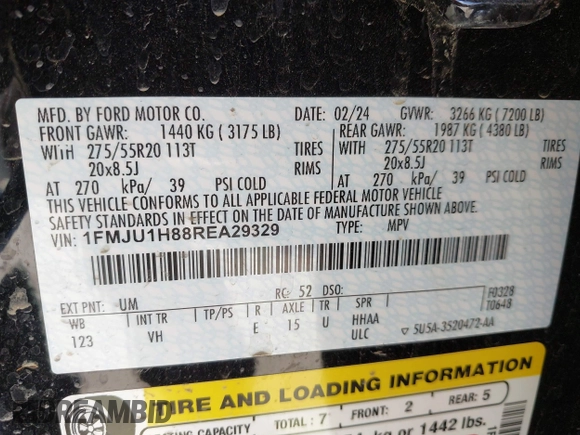 MFD. BY FORD MOTOR CO.
DATE: 02/24 GVWR: 3266 KG ( 7200 LB)
FRONT GAWR: 1440 KG ( 3175 LB) REAR GAWR: 1987 KG ( 4380 LB)
WITH 275/55R20 113T TIRES WITH 275/55R20 113T TIRES
20x8.5J RIMS 20x8.5J RIMS
AT 270 kPa/ 39 PSI COLD AT 270 kPa/ 39 PSI COLD
THIS VEHICLE CONFORMS TO ALL APPLICABLE FEDERAL MOTOR VEHICLE
SAFETY STANDARDS IN EFFECT ON THE DATE OF MANUFACTURE SHOWN ABOVE.
VIN: 1FMJU1H88REA29329 TYPE: MPV
F0328
T0648
EXT PNT: UM RC: 52 DSO:
WB INT TR R AXLE TR SPR
123 VH E 15 U HHAA
ULC 5U5A-3520472-AA
TIRE AND LOADING INFORMATION
CAPACITY TOTAL : 7 FRONT: 2 REAR: 5
kg or 1442 lbs.
REDREAMBID